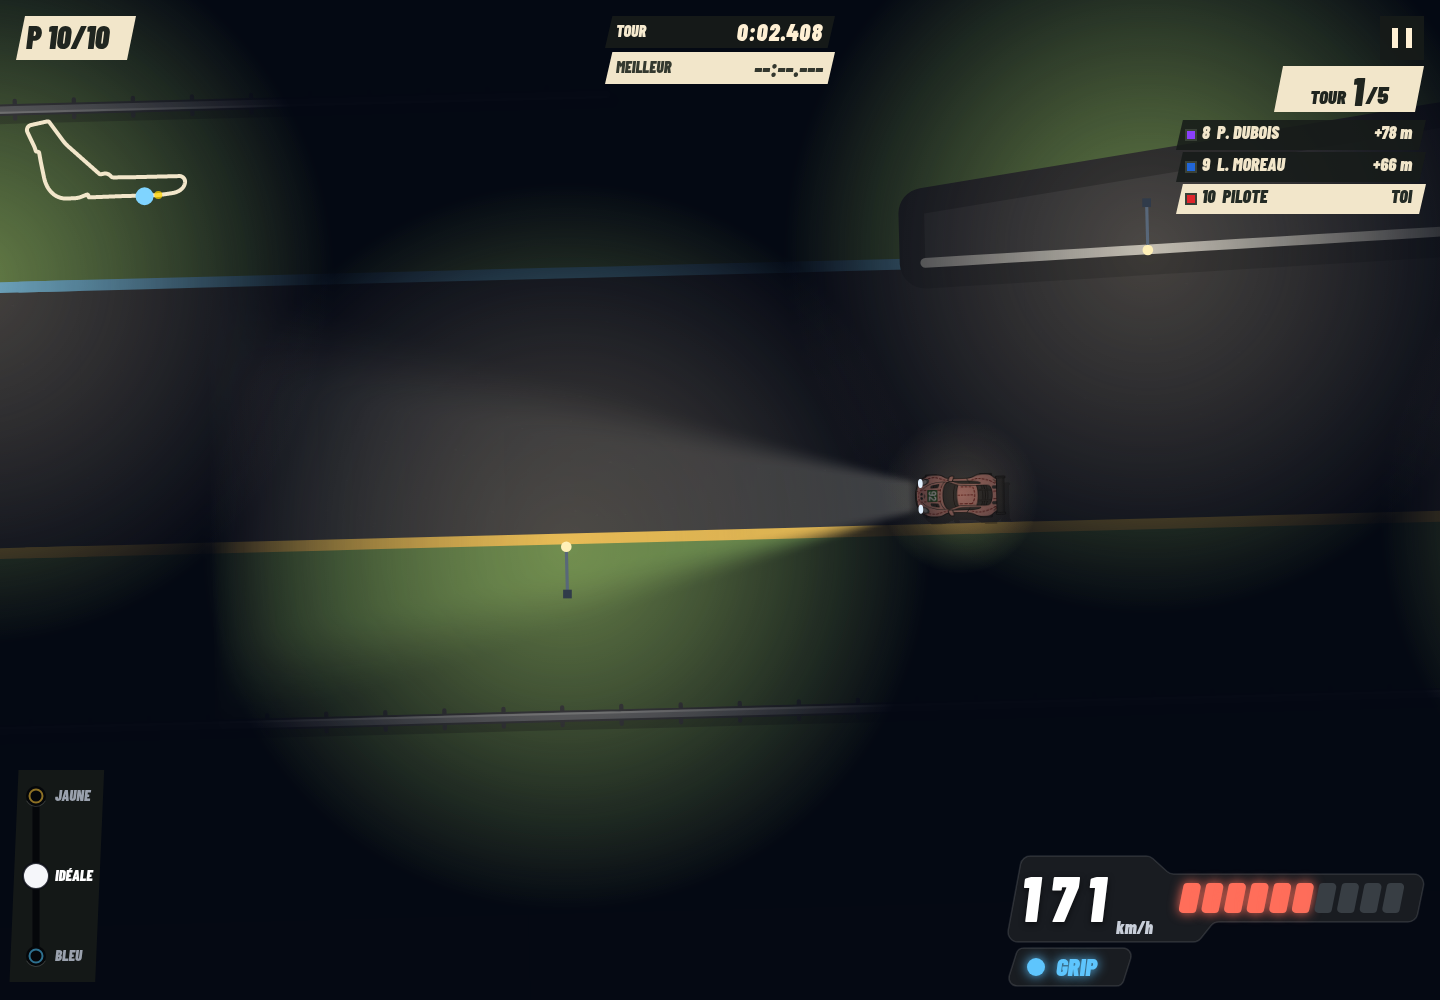 P 10/10
TOUR 0:02.408
MEILLEUR --:--.---
TOUR 1/5
8 P. DUBOIS +78 m
9 L. MOREAU +66 m
10 PILOTE TOI
JAUNE
IDÉALE
BLEU
171 km/h
GRIP